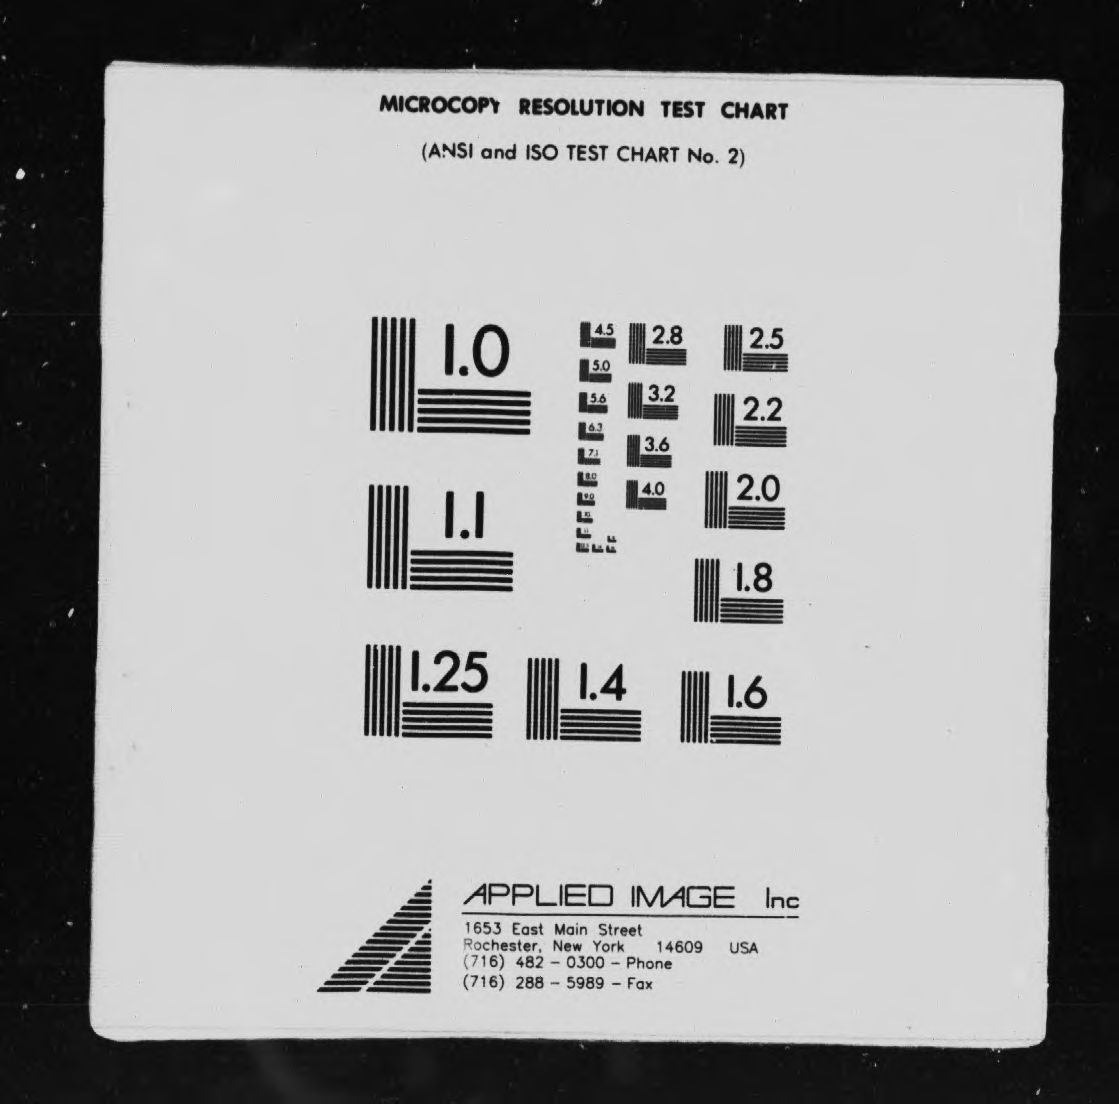 MICROCOPY RESOLUTION TEST CHART
(ANSI and ISO TEST CHART No. 2)
1.0
4.5
2.8
2.5
5.0
5.6
3.2
2.2
6.3
3.6
7.1
8.0
4.0
2.0
9.0
1.1
1.8
1.25
1.4
1.6
APPLIED IMAGE Inc
1653 East Main Street
Rochester, New York 14609 USA
(716) 482 - 0300 - Phone
(716) 288 - 5989 - Fax